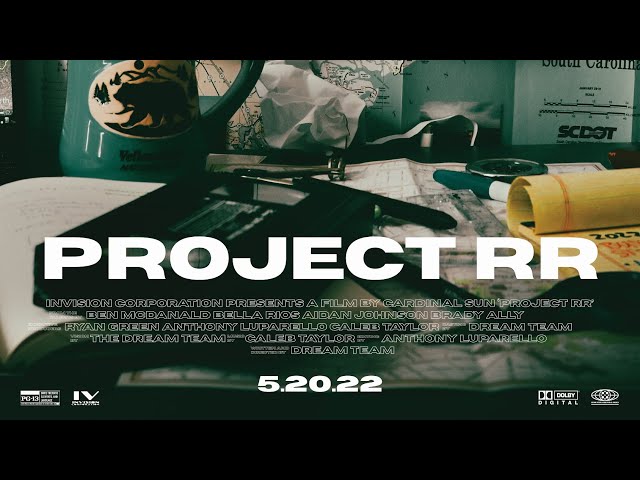 South Carolina
SCDOT
PROJECT RR
INVISION CORPORATION PRESENTS A FILM BY CARDINAL SUN 'PROJECT RR'
BEN MCDANALD BELLA RIOS AIDAN JOHNSON BRADY ALLY
RYAN GREEN ANTHONY LUPARELLO CALEB TAYLOR DREAM TEAM
THE DREAM TEAM CALEB TAYLOR ANTHONY LUPARELLO
DREAM TEAM
5.20.22
PG-13
IV
DOLBY
DIGITAL